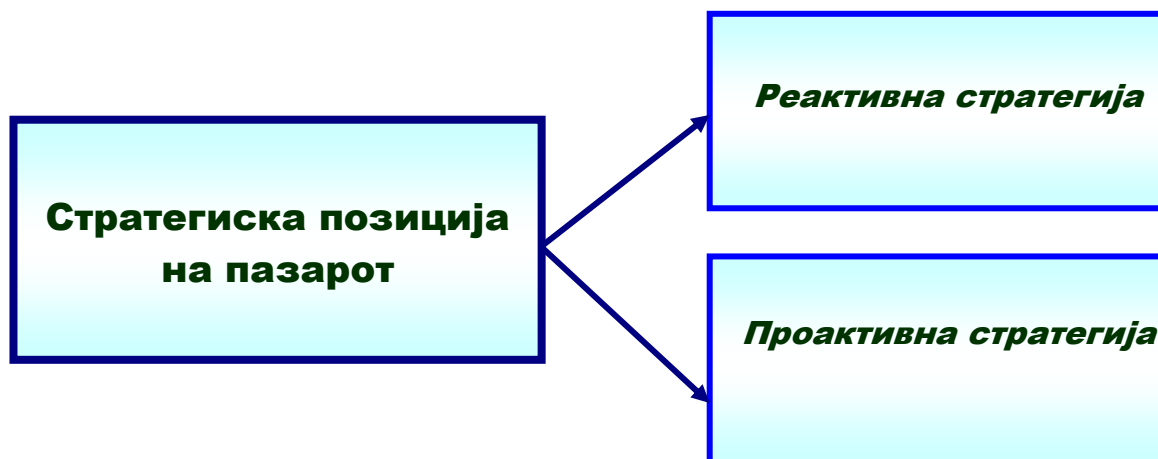 Реактивна стратегија
Стратегиска позиција
на пазарот
Проактивна стратегија